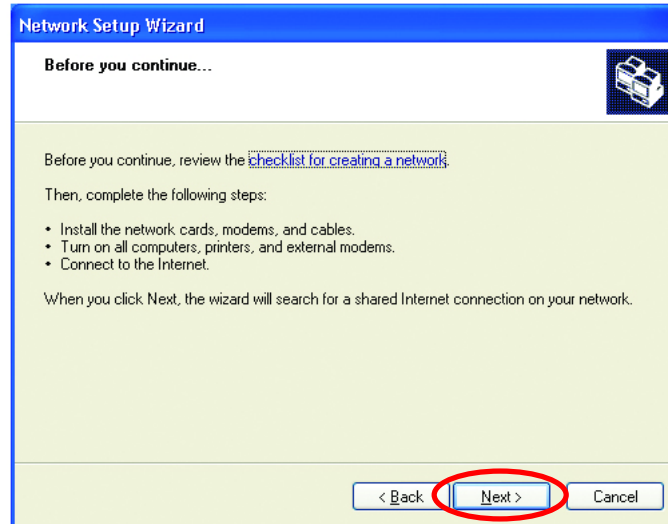 Network Setup Wizard
Before you continue...
Before you continue, review the checklist for creating a network.
Then, complete the following steps:
• Install the network cards, modems, and cables.
• Turn on all computers, printers, and external modems.
• Connect to the Internet.
When you click Next, the wizard will search for a shared Internet connection on your network.
< Back Next > Cancel